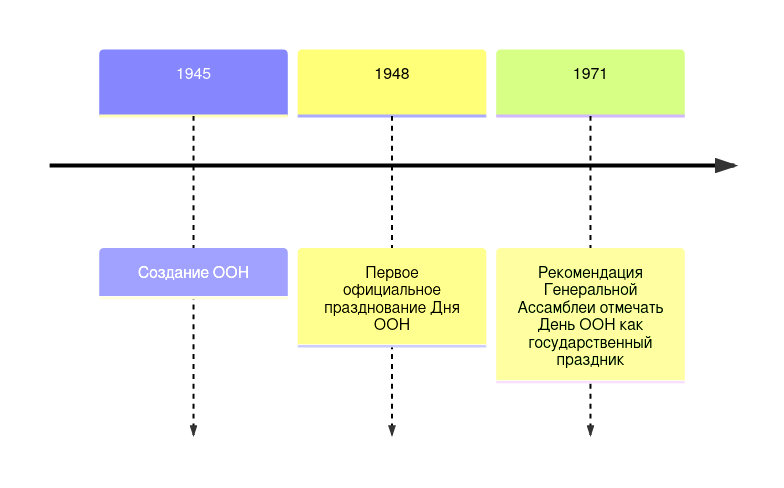 1945
1948
1971
Создание ООН
Первое
официальное
празднование Дня
ООН
Рекомендация
Генеральной
Ассамблеи отмечать
День ООН как
государственный
праздник